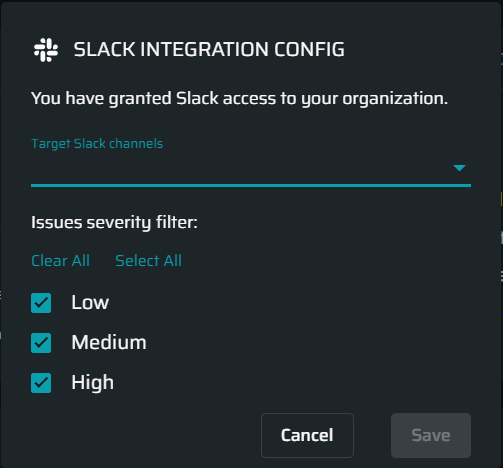 SLACK INTEGRATION CONFIG
You have granted Slack access to your organization.
Target Slack channels
Issues severity filter:
Clear All Select All
Low
Medium
High
Cancel Save